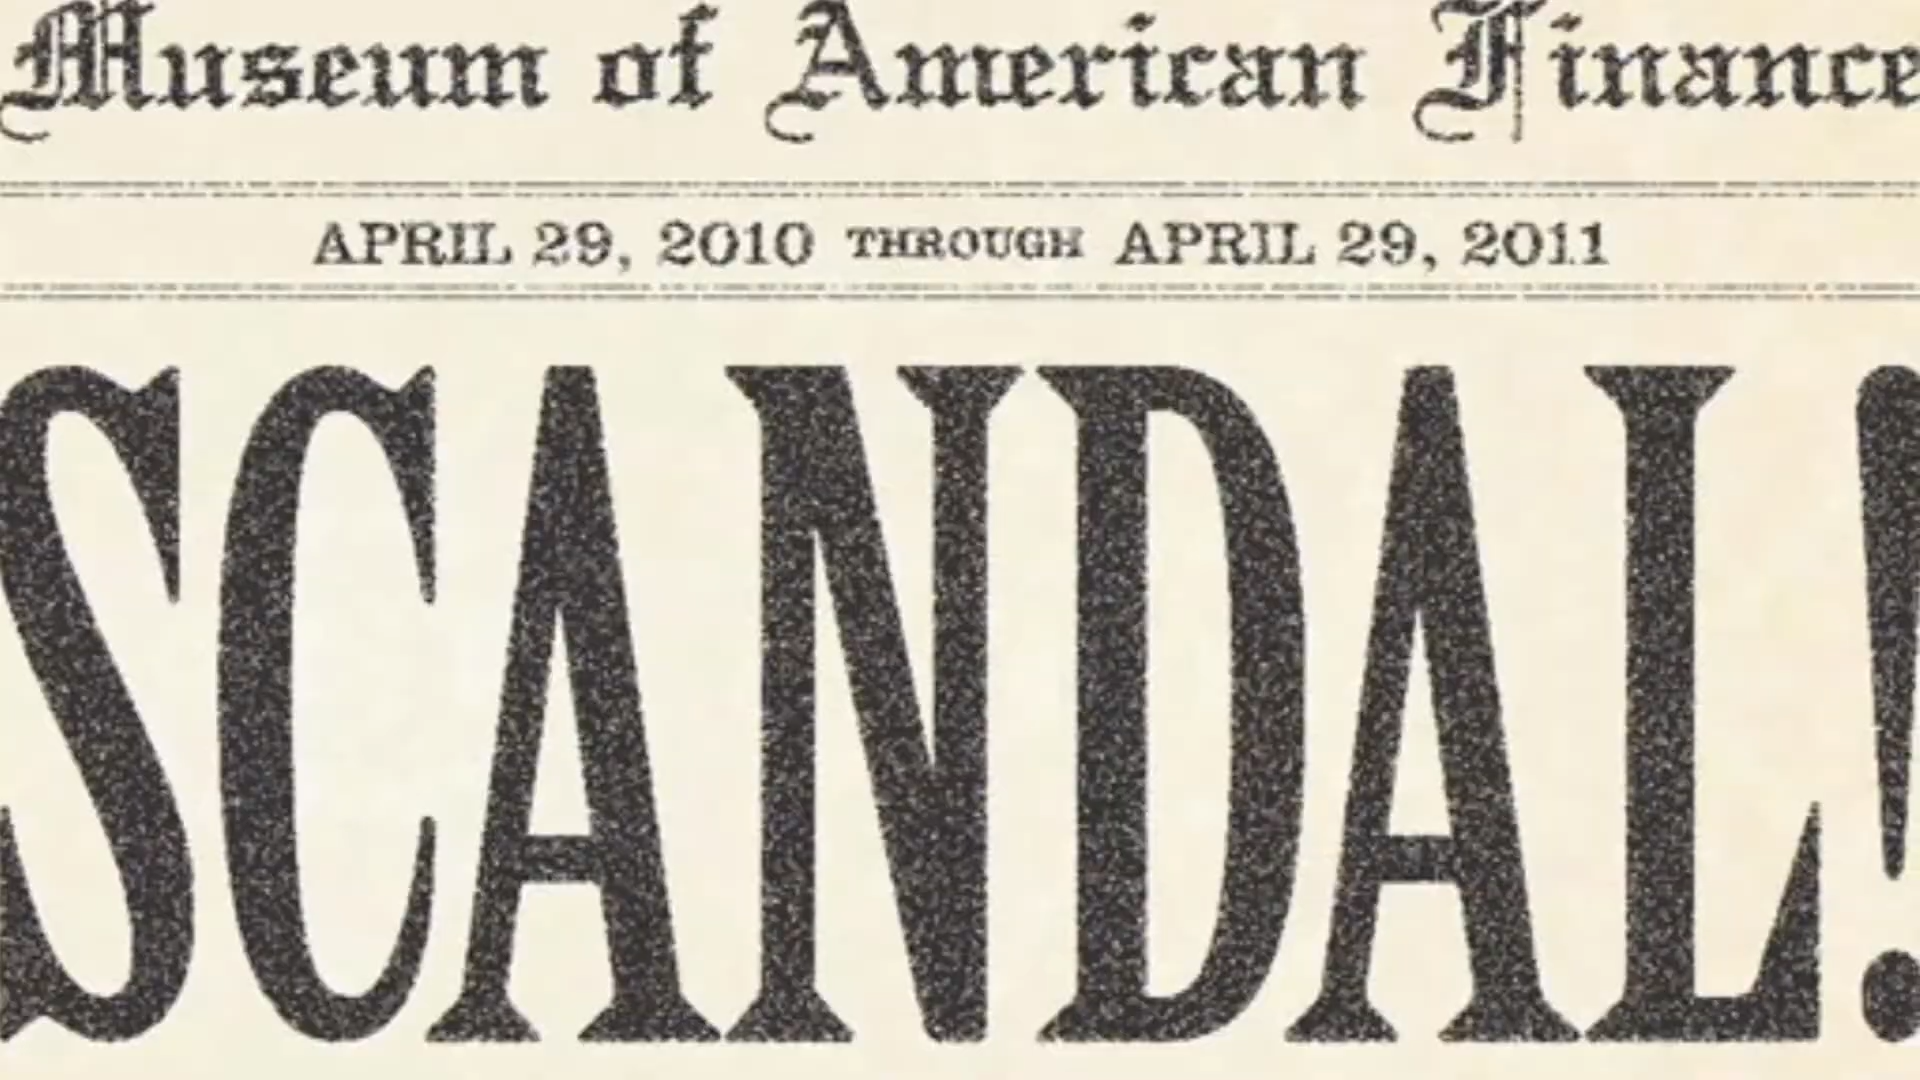 Museum of American Finance
APRIL 29, 2010 THROUGH APRIL 29, 2011
SCANDAL!